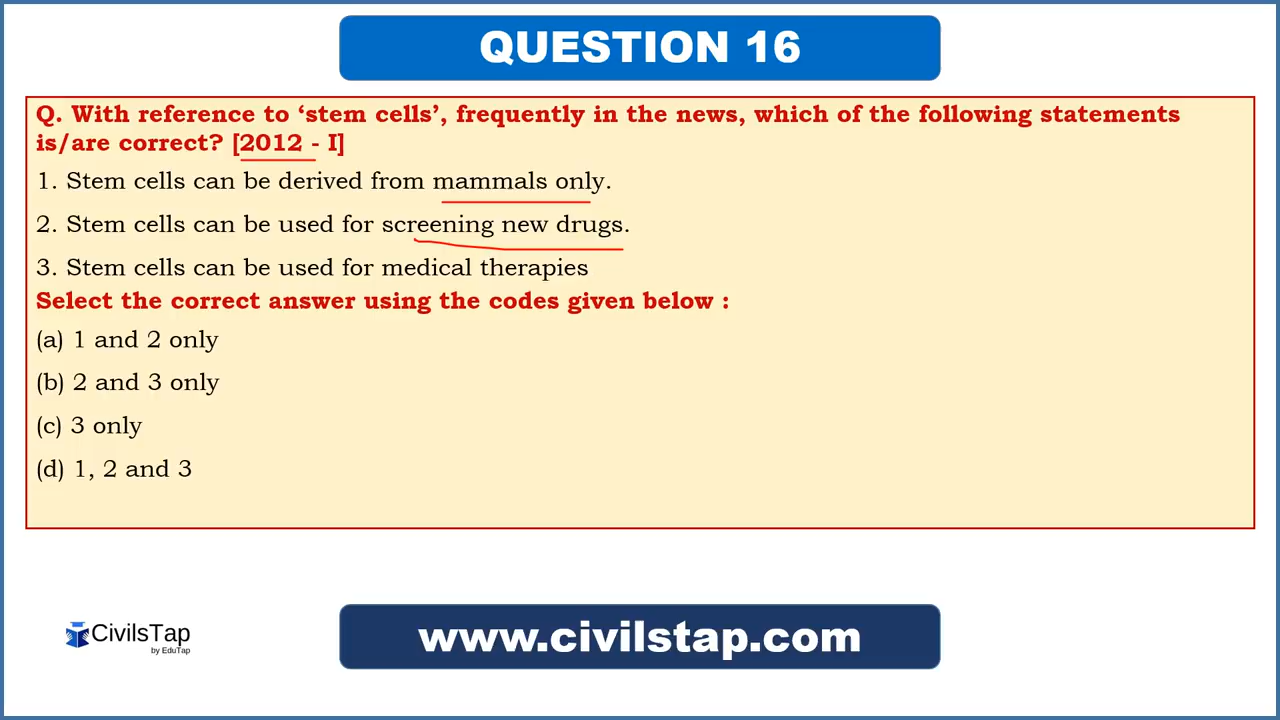 QUESTION 16
Q. With reference to ‘stem cells’, frequently in the news, which of the following statements
is/are correct? [2012 - I]
1. Stem cells can be derived from mammals only.
2. Stem cells can be used for screening new drugs.
3. Stem cells can be used for medical therapies
Select the correct answer using the codes given below :
(a) 1 and 2 only
(b) 2 and 3 only
(c) 3 only
(d) 1, 2 and 3
CivilsTap
by EduTap
www.civilstap.com